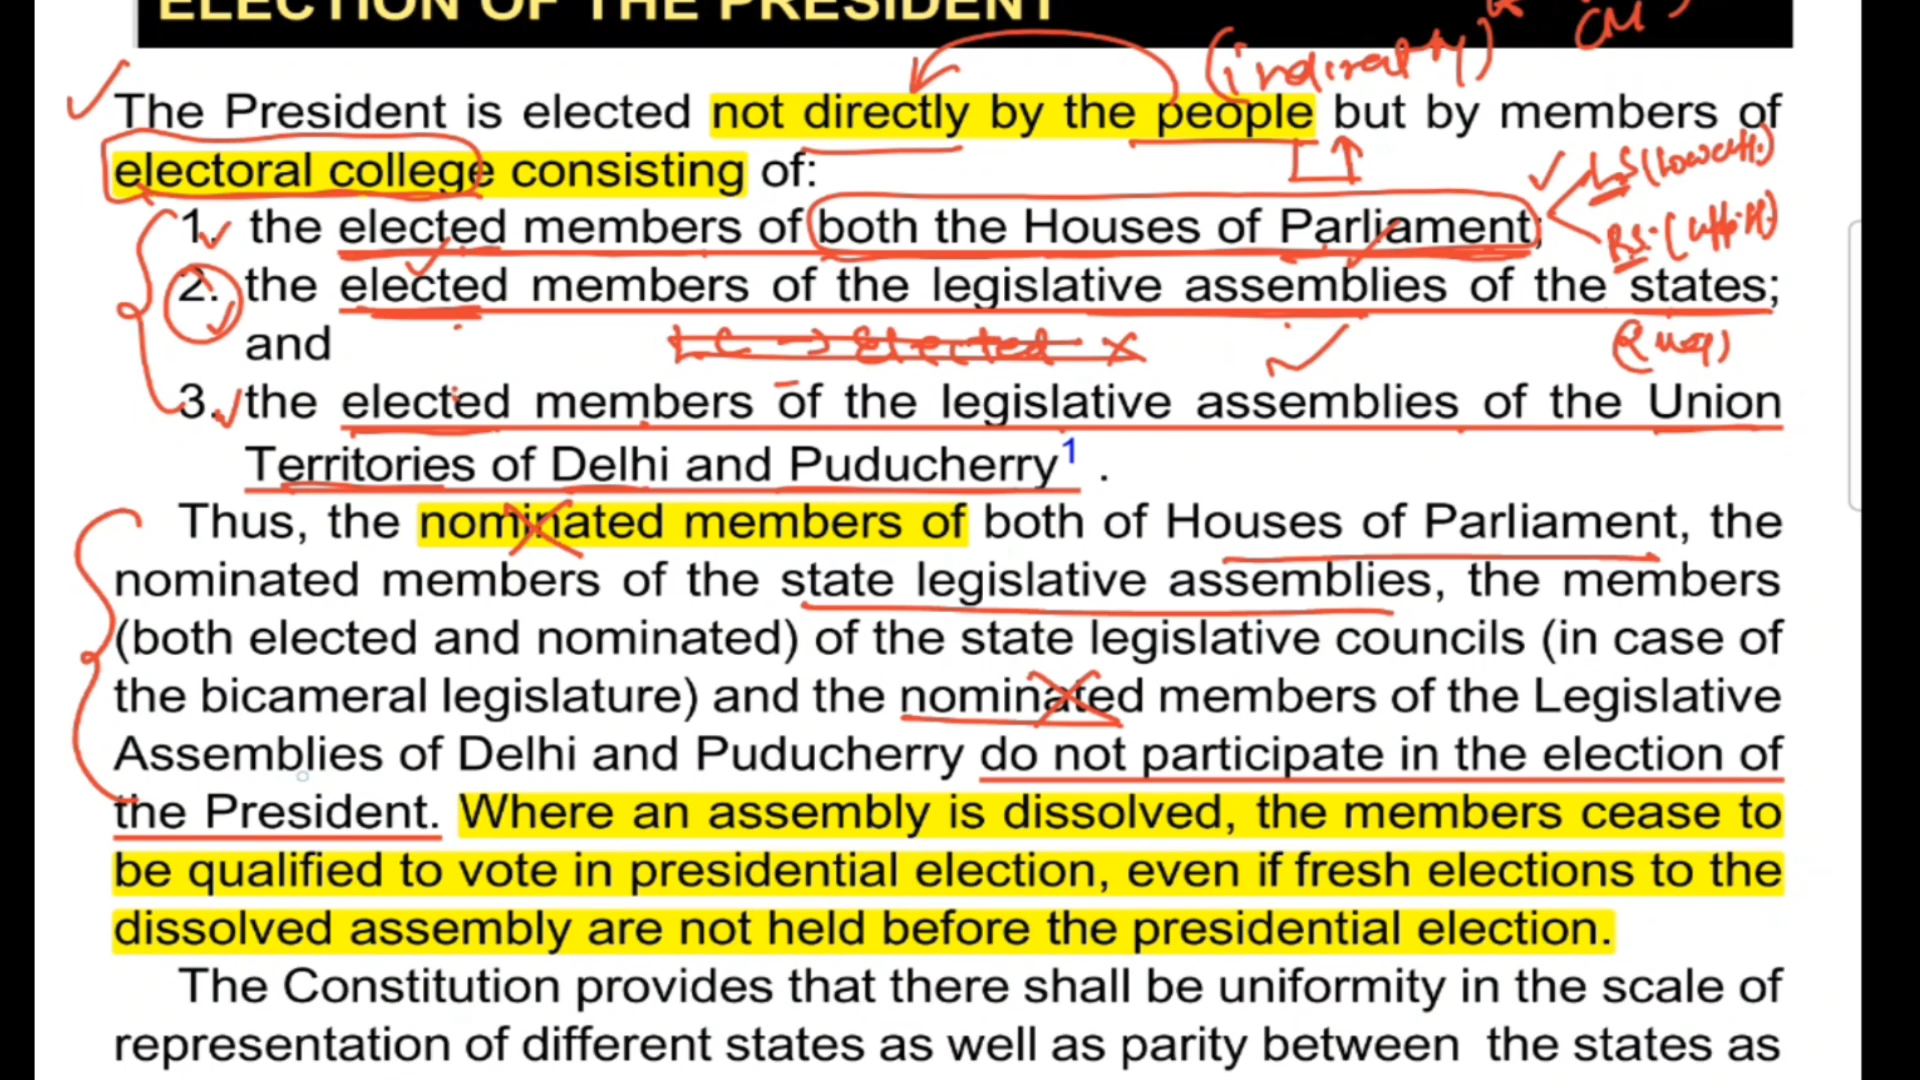 ELECTION OF THE PRESIDENT
CM
(indirectly)
The President is elected not directly by the people but by members of
electoral college consisting of:
LS (Low
1. the elected members of both the Houses of Parliament;
RS. (
2. the elected members of the legislative assemblies of the states;
and
LC → Elected X
3. the elected members of the legislative assemblies of the Union
Territories of Delhi and Puducherry1 .
Thus, the nominated members of both of Houses of Parliament, the
nominated members of the state legislative assemblies, the members
(both elected and nominated) of the state legislative councils (in case of
the bicameral legislature) and the nominated members of the Legislative
Assemblies of Delhi and Puducherry do not participate in the election of
the President. Where an assembly is dissolved, the members cease to
be qualified to vote in presidential election, even if fresh elections to the
dissolved assembly are not held before the presidential election.
The Constitution provides that there shall be uniformity in the scale of
representation of different states as well as parity between the states as